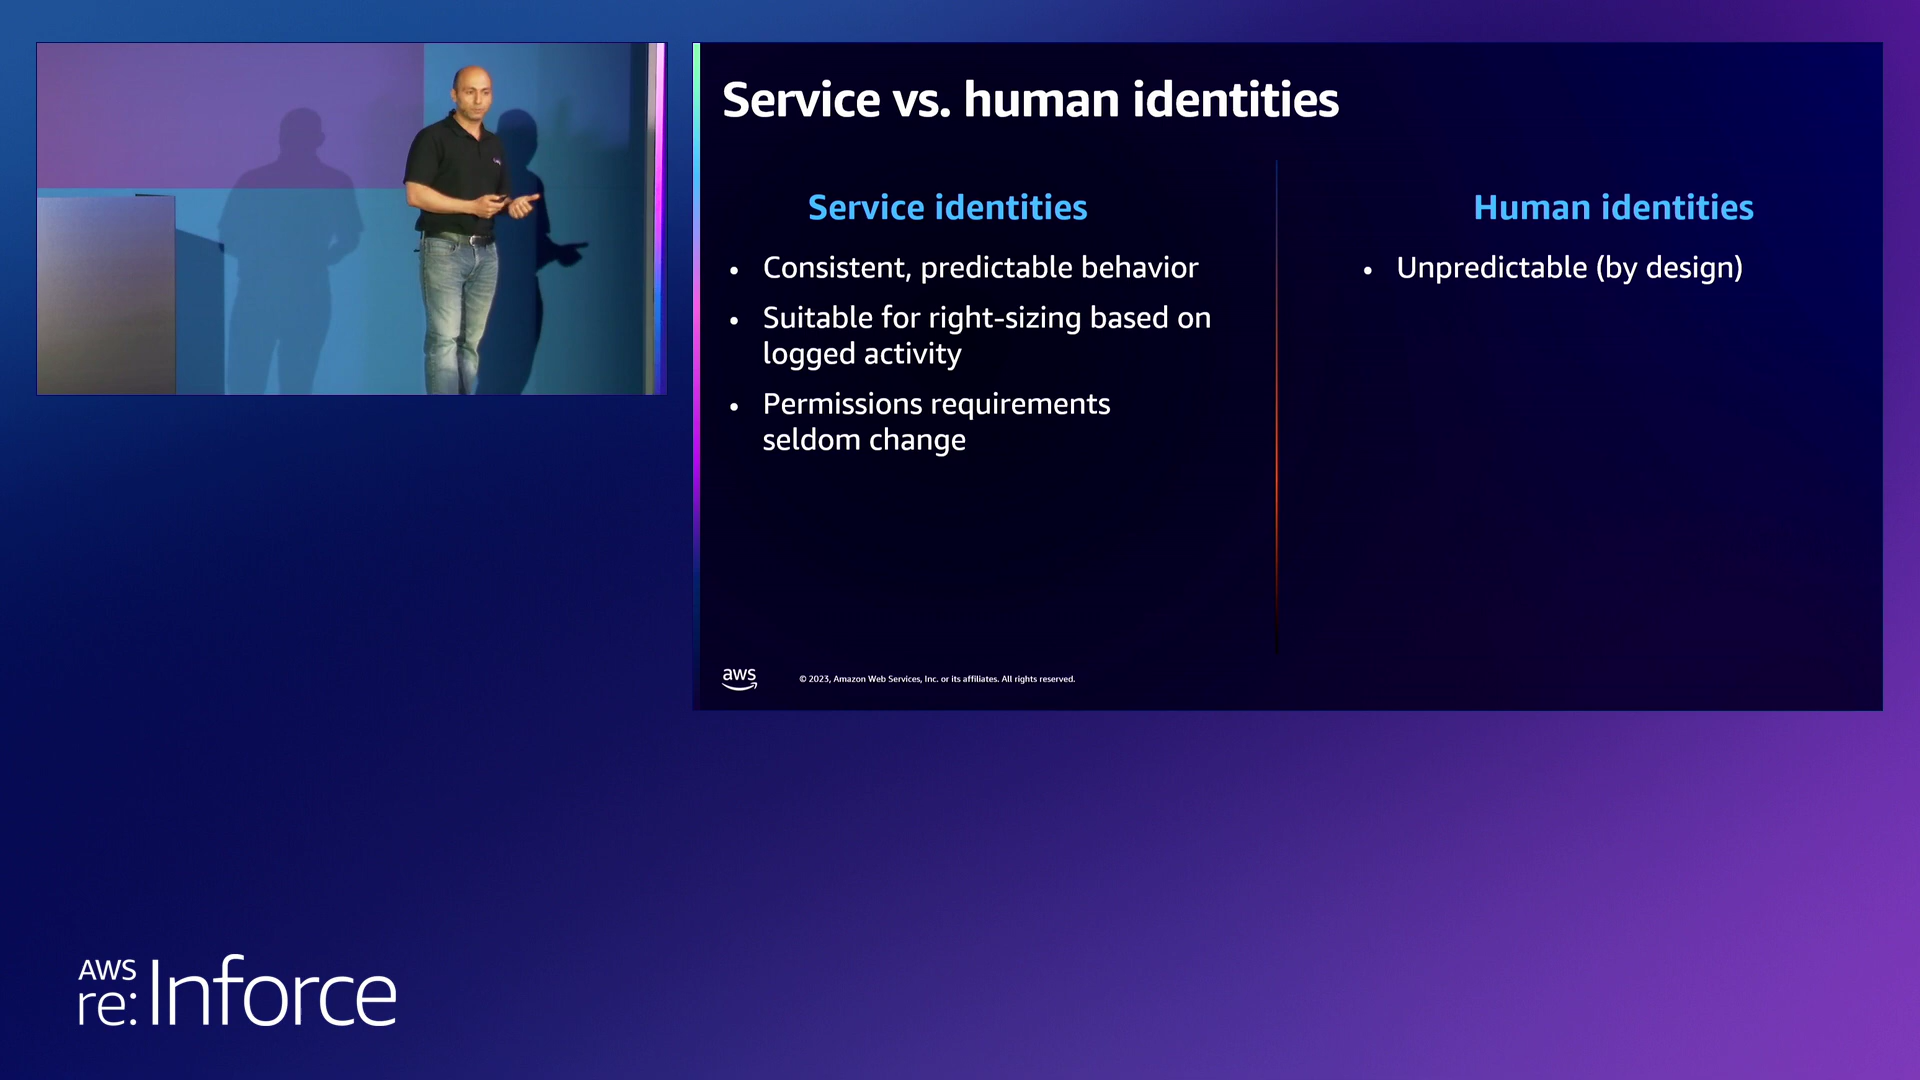 Service vs. human identities
Service identities
• Consistent, predictable behavior
• Suitable for right-sizing based on
logged activity
• Permissions requirements
seldom change
Human identities
• Unpredictable (by design)
aws
© 2023, Amazon Web Services, Inc. or its affiliates. All rights reserved.
AWS
re:Inforce